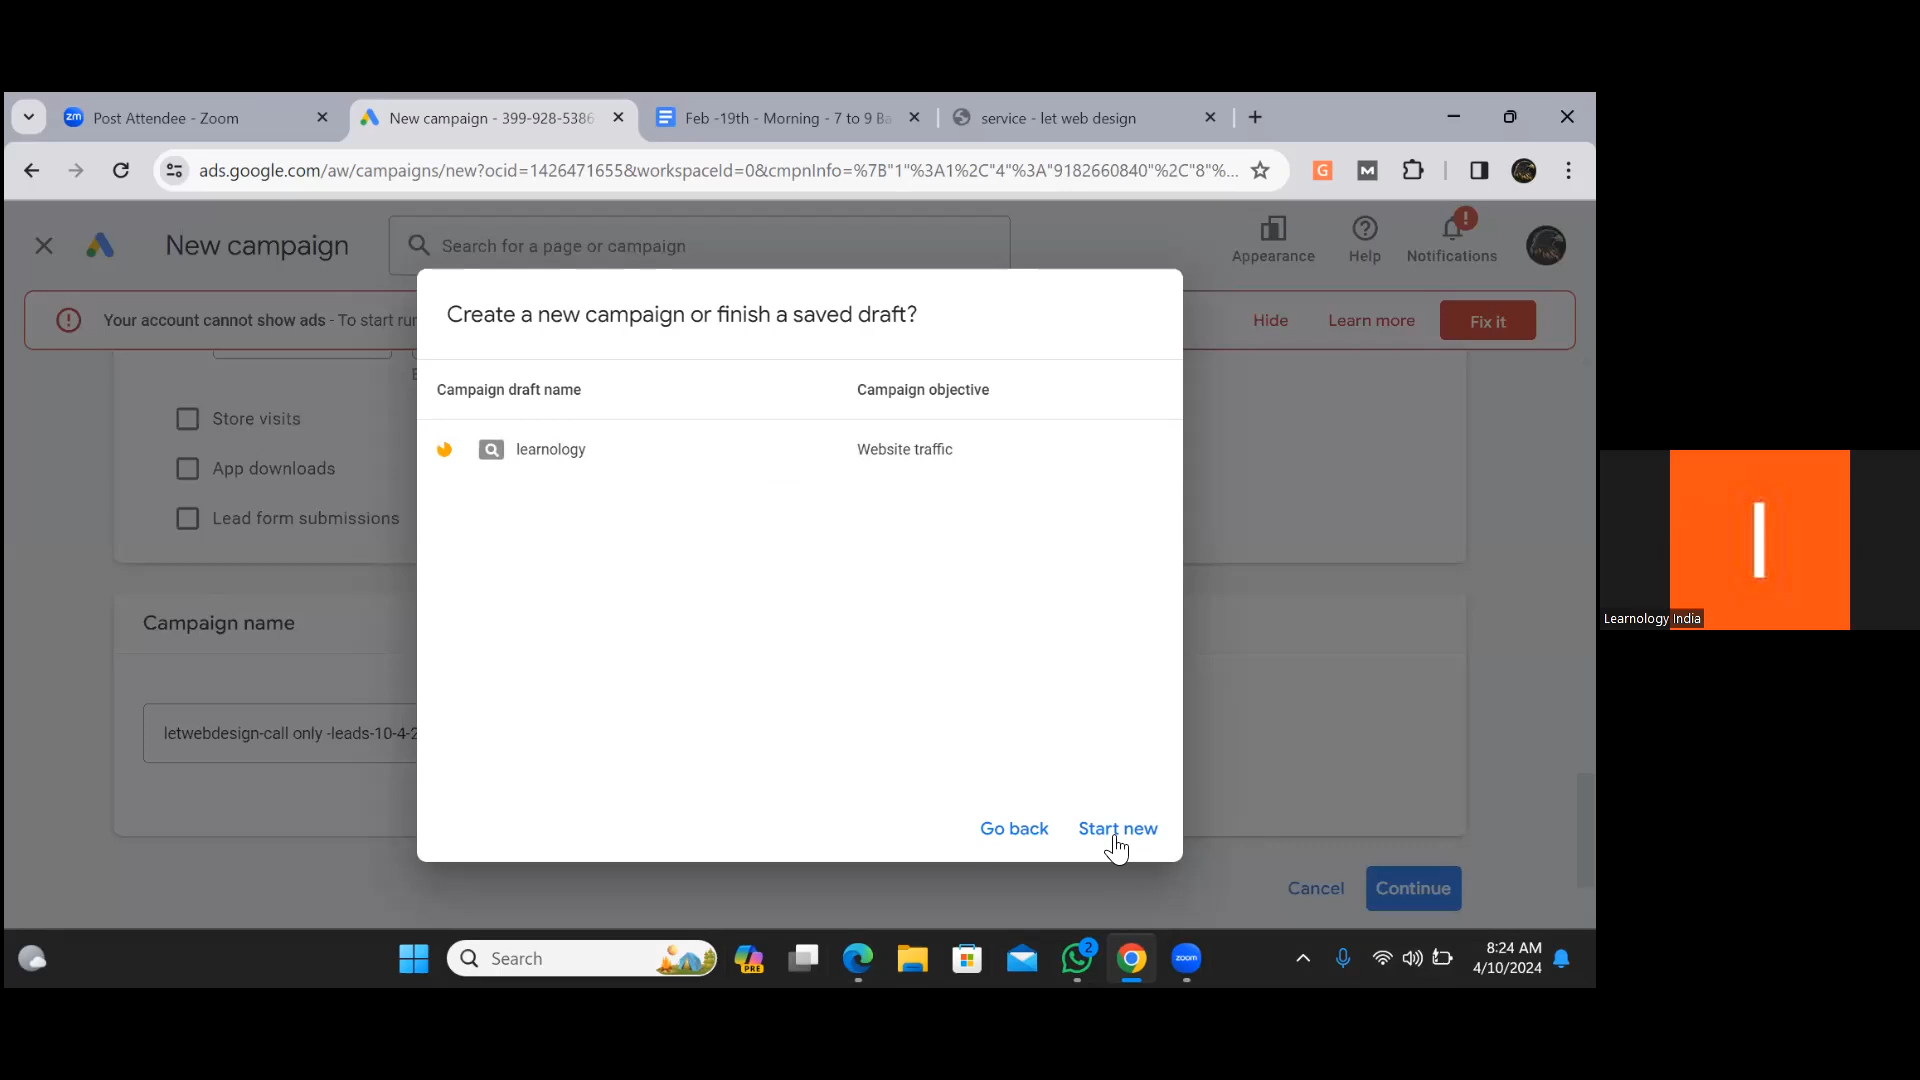 Post Attendee - Zoom
New campaign - 399-928-5386
Feb -19th - Morning - 7 to 9 Ba
service - let web design
ads.google.com/aw/campaigns/new?ocid=1426471655&workspaceId=0&cmpnInfo=%7B"1"%3A1%2C"4"%3A"9182660840"%2C"8"%...
G
M
New campaign
Search for a page or campaign
Appearance
Help
Notifications
Your account cannot show ads - To start run
Hide
Learn more
Fix it
Create a new campaign or finish a saved draft?
Campaign draft name
Campaign objective
learnology
Website traffic
Store visits
App downloads
Lead form submissions
Campaign name
letwebdesign-call only -leads-10-4-2
Go back
Start new
Cancel
Continue
I
Learnology India
Search
PRE
2
zoom
8:24 AM
4/10/2024